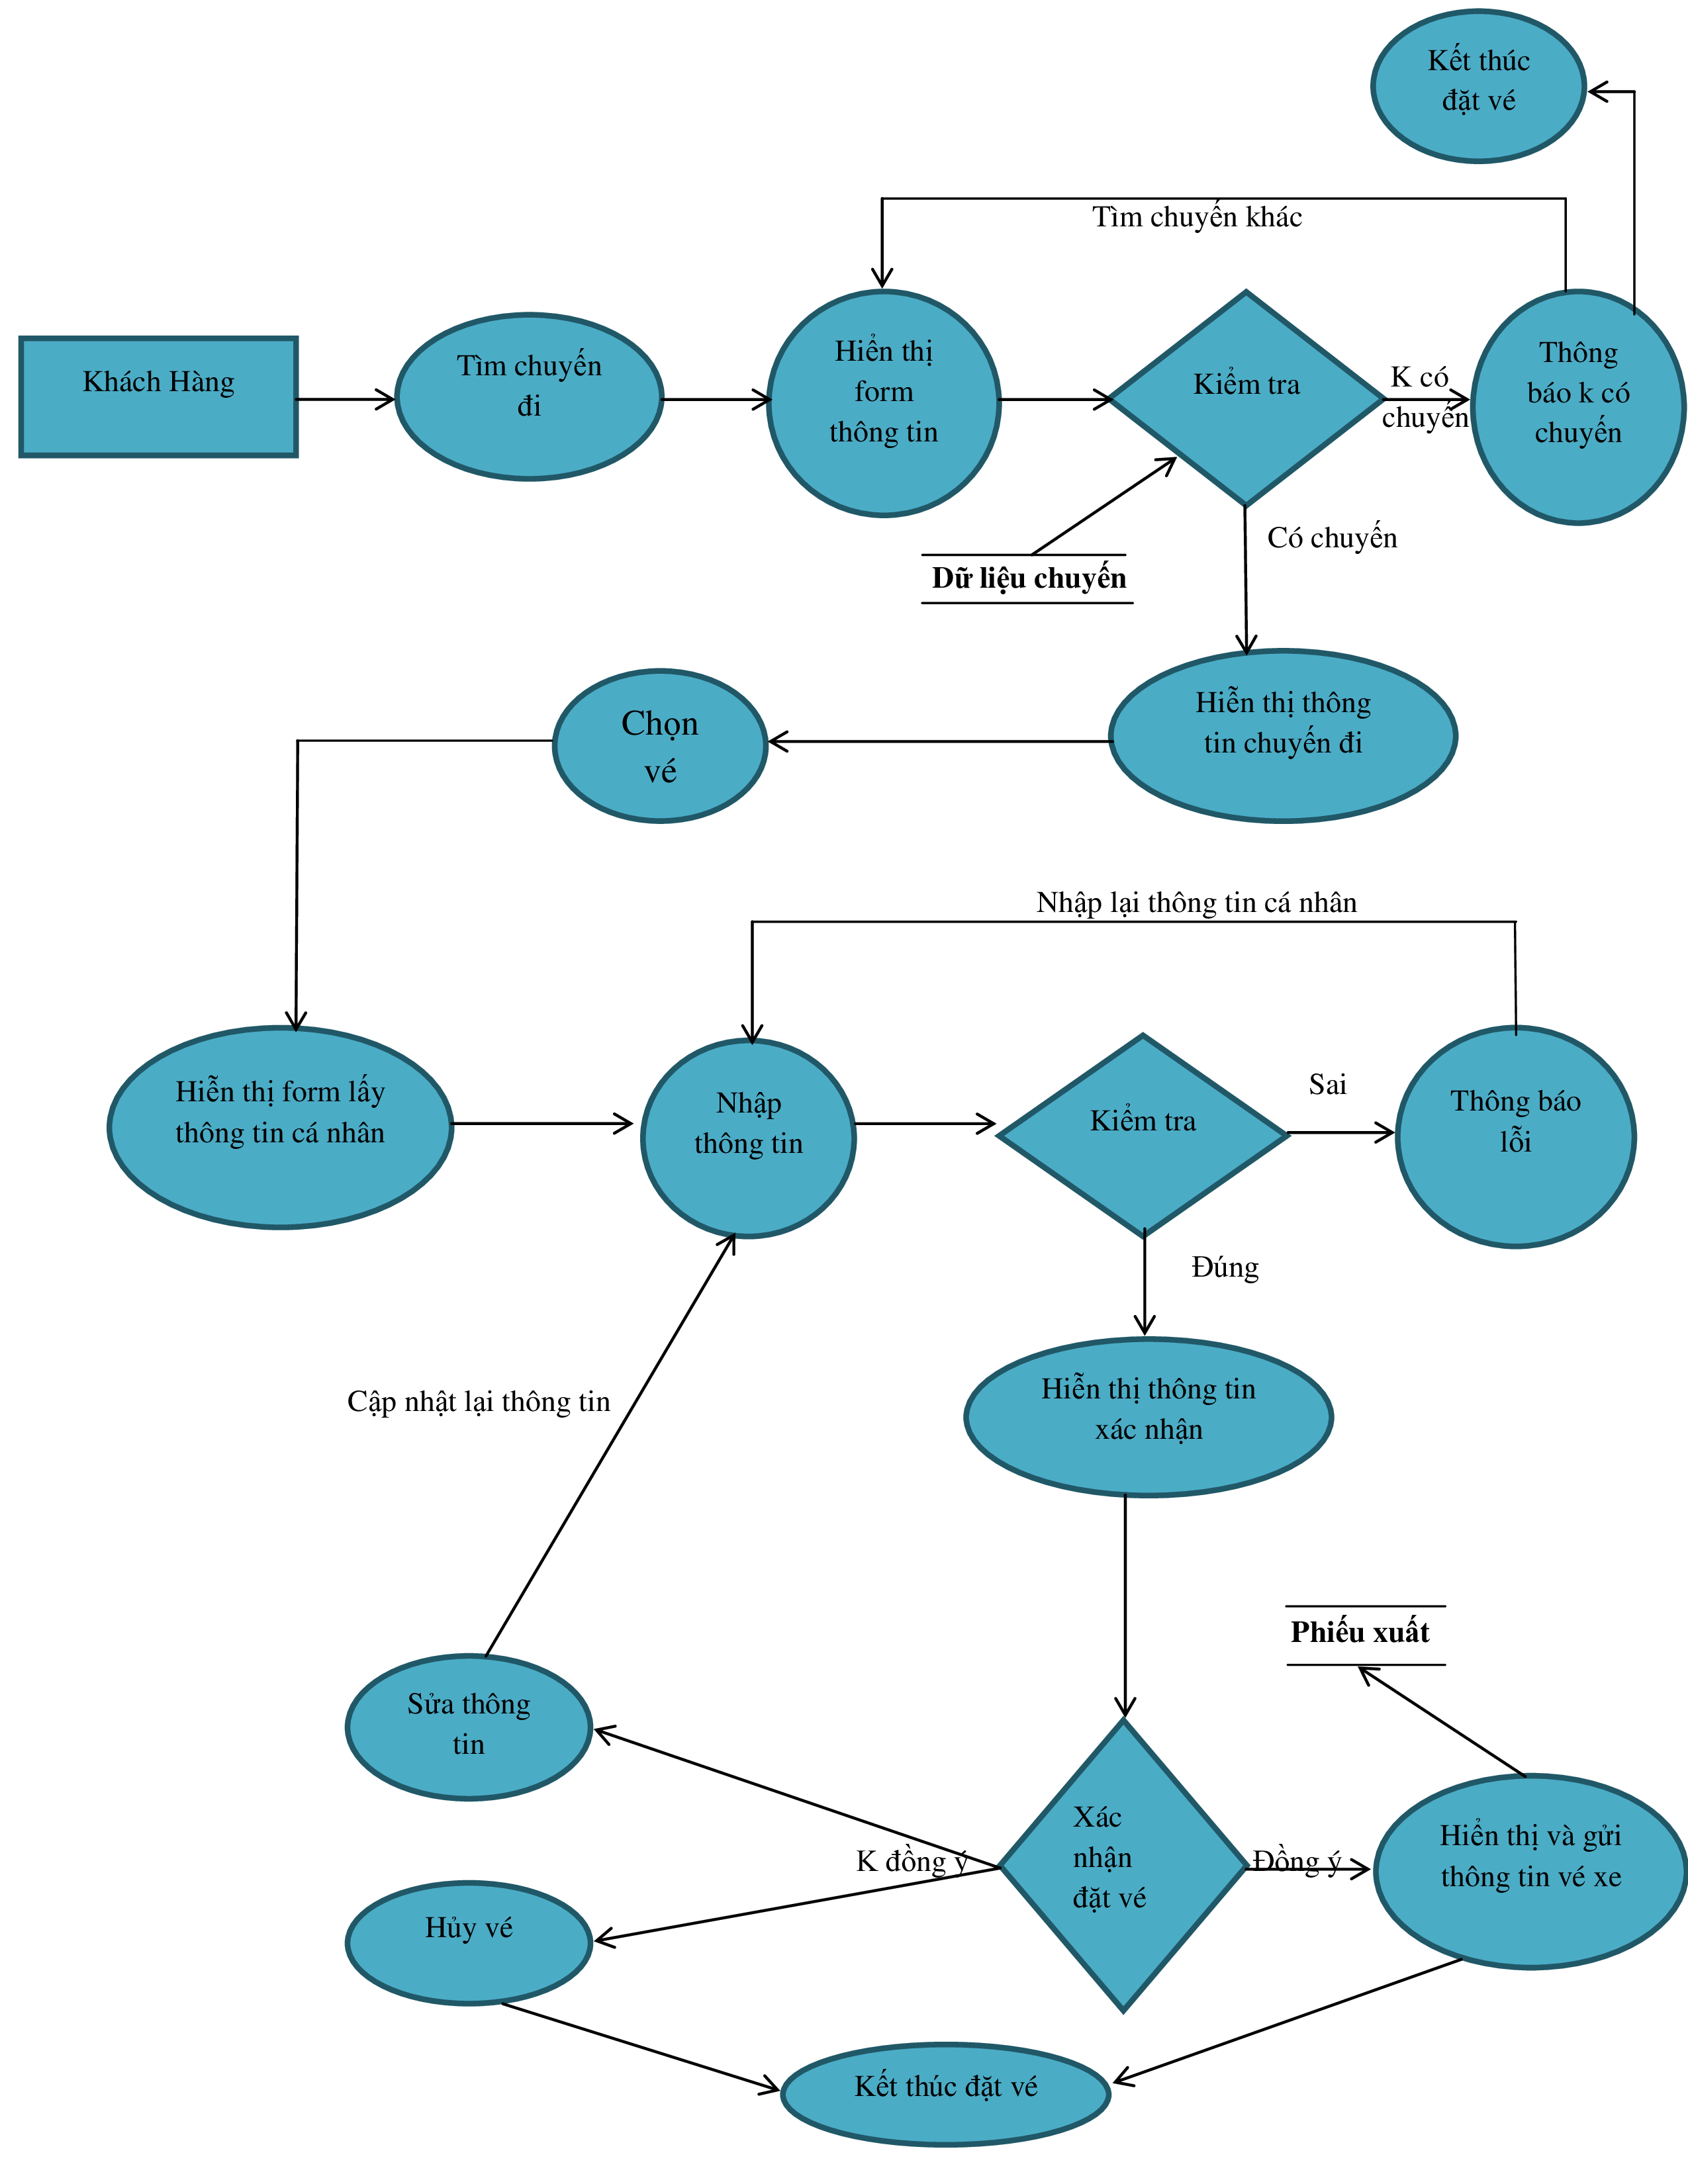 Kết thúc
đặt vé
Tìm chuyến khác
Khách Hàng
Tìm chuyến
đi
Hiển thị
form
thông tin
Kiểm tra
K có
chuyến
Thông
báo k có
chuyến
Có chuyến
Dữ liệu chuyến
Hiễn thị thông
tin chuyến đi
Chọn
vé
Nhập lại thông tin cá nhân
Hiễn thị form lấy
thông tin cá nhân
Nhập
thông tin
Kiểm tra
Sai
Thông báo
lỗi
Đúng
Hiễn thị thông tin
xác nhận
Cập nhật lại thông tin
Phiếu xuất
Sửa thông
tin
Xác
nhận
đặt vé
K đồng ý
Đồng ý
Hiển thị và gửi
thông tin vé xe
Hủy vé
Kết thúc đặt vé